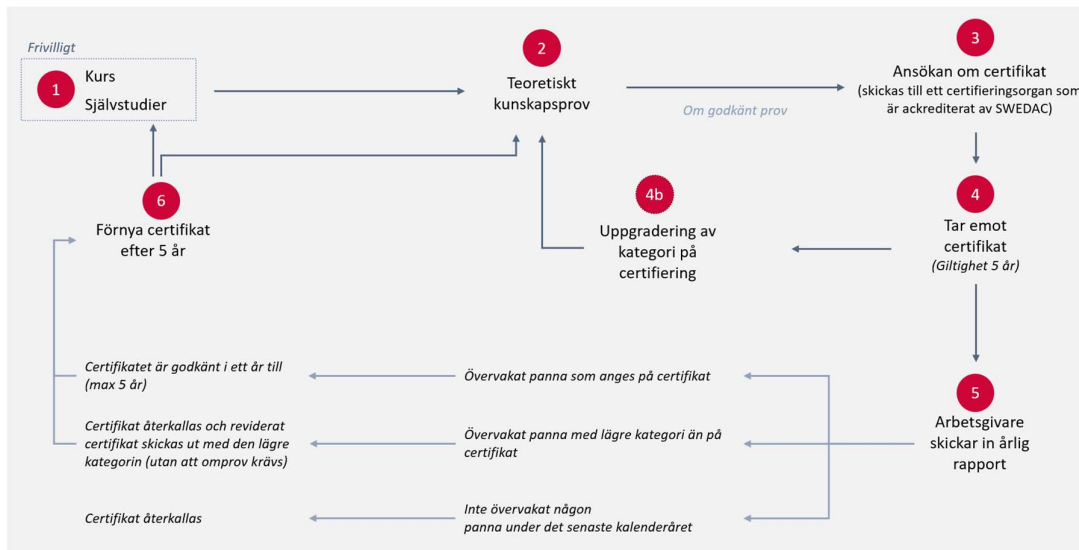 Frivilligt
1
Kurs
Självstudier
2
Teoretiskt
kunskapsprov
Om godkänt prov
3
Ansökan om certifikat
(skickas till ett certifieringsorgan som
är ackrediterat av SWEDAC)
4
Tar emot
certifikat
(Giltighet 5 år)
4b
Uppgradering av
kategori på
certifiering
6
Förnya certifikat
efter 5 år
5
Arbetsgivare
skickar in årlig
rapport
Övervakat panna som anges på certifikat
Certifikatet är godkänt i ett år till
(max 5 år)
Övervakat panna med lägre kategori än på
certifikat
Certifikat återkallas och reviderat
certifikat skickas ut med den lägre
kategorin (utan att omprov krävs)
Inte övervakat någon
panna under det senaste kalenderåret
Certifikat återkallas